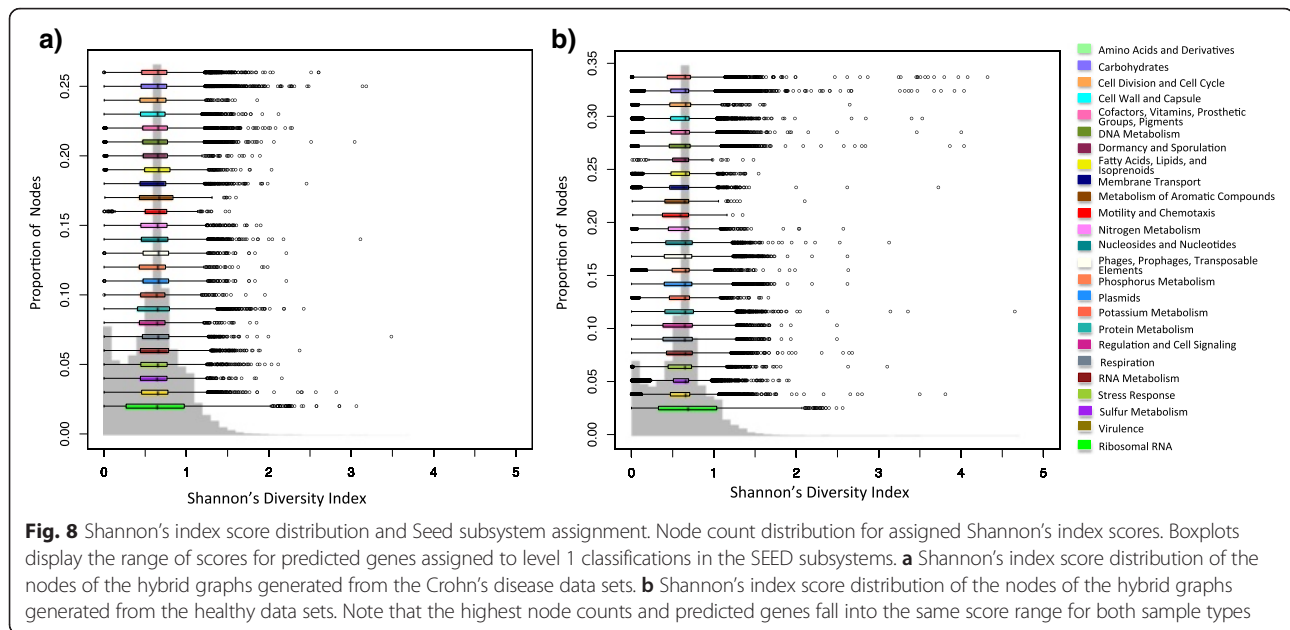 a)
Proportion of Nodes
0.25
0.20
0.15
0.10
0.05
0.00
0 1 2 3 4 5
Shannon's Diversity Index
b)
Proportion of Nodes
0.35
0.30
0.25
0.20
0.15
0.10
0.05
0.00
0 1 2 3 4 5
Shannon's Diversity Index
Amino Acids and Derivatives
Carbohydrates
Cell Division and Cell Cycle
Cell Wall and Capsule
Cofactors, Vitamins, Prosthetic
Groups, Pigments
DNA Metabolism
Dormancy and Sporulation
Fatty Acids, Lipids, and
Isoprenoids
Membrane Transport
Metabolism of Aromatic Compounds
Motility and Chemotaxis
Nitrogen Metabolism
Nucleosides and Nucleotides
Phages, Prophages, Transposable
Elements
Phosphorus Metabolism
Plasmids
Potassium Metabolism
Protein Metabolism
Regulation and Cell Signaling
Respiration
RNA Metabolism
Stress Response
Sulfur Metabolism
Virulence
Ribosomal RNA
Fig. 8 Shannon's index score distribution and Seed subsystem assignment. Node count distribution for assigned Shannon's index scores. Boxplots
display the range of scores for predicted genes assigned to level 1 classifications in the SEED subsystems. a Shannon's index score distribution of the
nodes of the hybrid graphs generated from the Crohn's disease data sets. b Shannon's index score distribution of the nodes of the hybrid graphs
generated from the healthy data sets. Note that the highest node counts and predicted genes fall into the same score range for both sample types